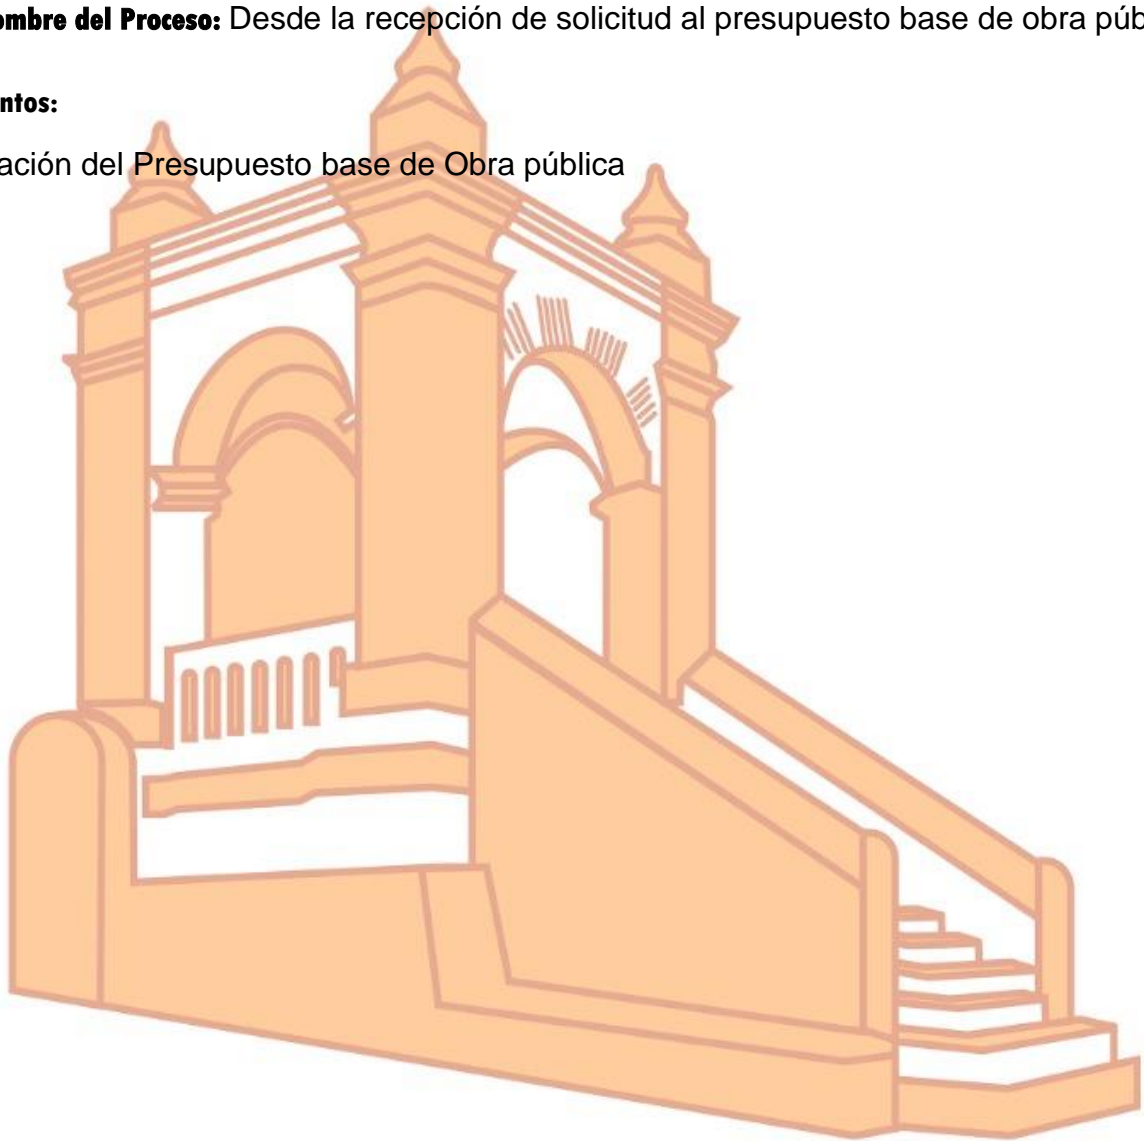 ombre del Proceso: Desde la recepción de solicitud al presupuesto base de obra púb
ntos:
ación del Presupuesto base de Obra pública